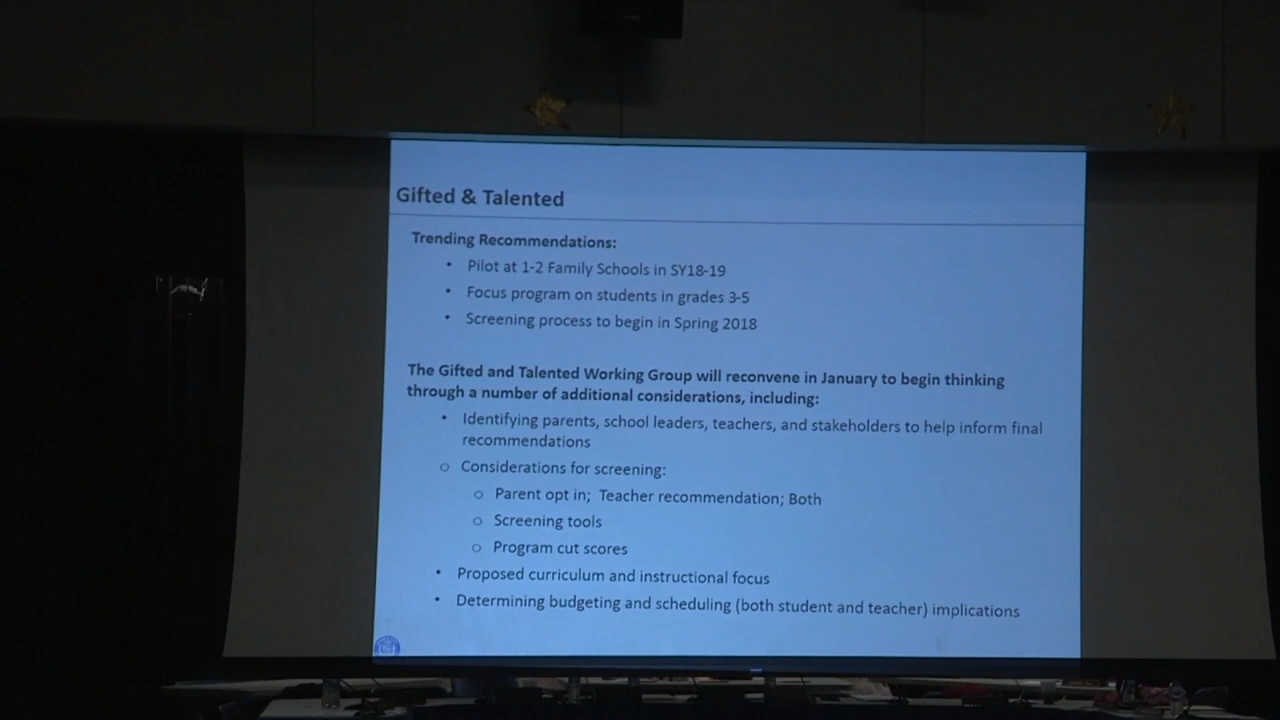 Gifted & Talented
Trending Recommendations:
• Pilot at 1-2 Family Schools in SY18-19
• Focus program on students in grades 3-5
• Screening process to begin in Spring 2018
The Gifted and Talented Working Group will reconvene in January to begin thinking
through a number of additional considerations, including:
• Identifying parents, school leaders, teachers, and stakeholders to help inform final
recommendations
o Considerations for screening:
o Parent opt in; Teacher recommendation; Both
o Screening tools
o Program cut scores
• Proposed curriculum and instructional focus
• Determining budgeting and scheduling (both student and teacher) implications